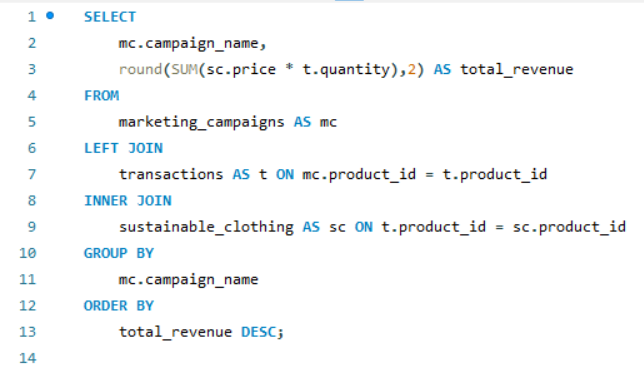 1 SELECT
2 mc.campaign_name,
3 round(SUM(sc.price * t.quantity),2) AS total_revenue
4 FROM
5 marketing_campaigns AS mc
6 LEFT JOIN
7 transactions AS t ON mc.product_id = t.product_id
8 INNER JOIN
9 sustainable_clothing AS sc ON t.product_id = sc.product_id
10 GROUP BY
11 mc.campaign_name
12 ORDER BY
13 total_revenue DESC;
14